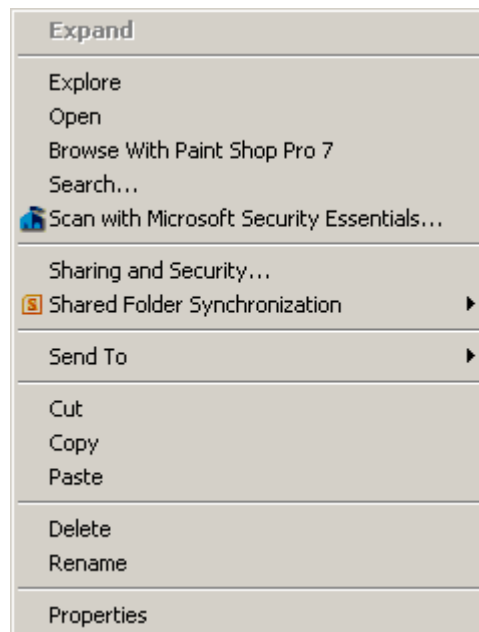 Expand
Explore
Open
Browse With Paint Shop Pro 7
Search...
Scan with Microsoft Security Essentials...
Sharing and Security...
S Shared Folder Synchronization
Send To
Cut
Copy
Paste
Delete
Rename
Properties